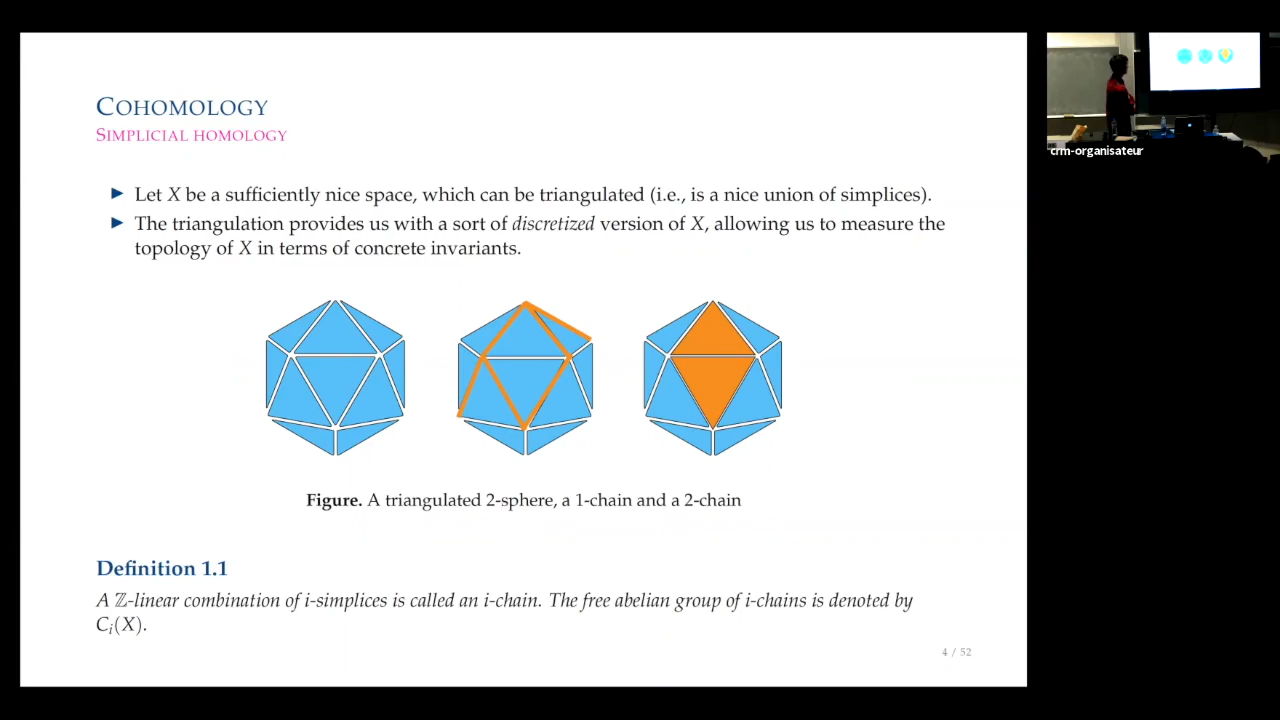 COHOMOLOGY
SIMPLICIAL HOMOLOGY
▶ Let X be a sufficiently nice space, which can be triangulated (i.e., is a nice union of simplices).
▶ The triangulation provides us with a sort of discretized version of X, allowing us to measure the
topology of X in terms of concrete invariants.
Figure. A triangulated 2-sphere, a 1-chain and a 2-chain
Definition 1.1
A ℤ-linear combination of i-simplices is called an i-chain. The free abelian group of i-chains is denoted by
Cᵢ(X).
4 / 52
crm-organisateur